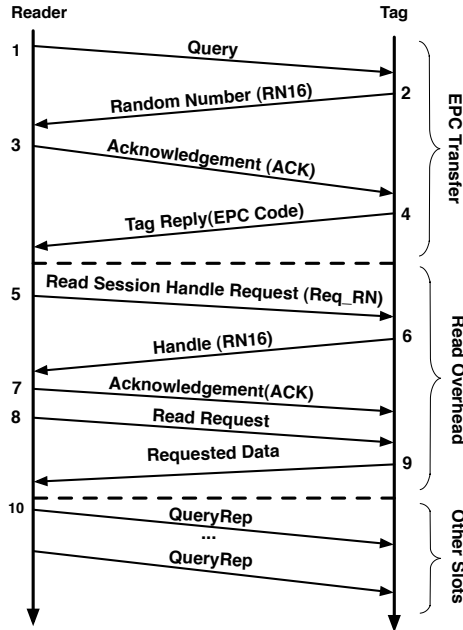 Reader
Tag
1
Query
2
Random Number (RN16)
3
Acknowledgement (ACK)
4
Tag Reply(EPC Code)
EPC Transfer
5
Read Session Handle Request (Req_RN)
6
Handle (RN16)
7
Acknowledgement(ACK)
8
Read Request
9
Requested Data
Read Overhead
10
QueryRep
...
QueryRep
Other Slots